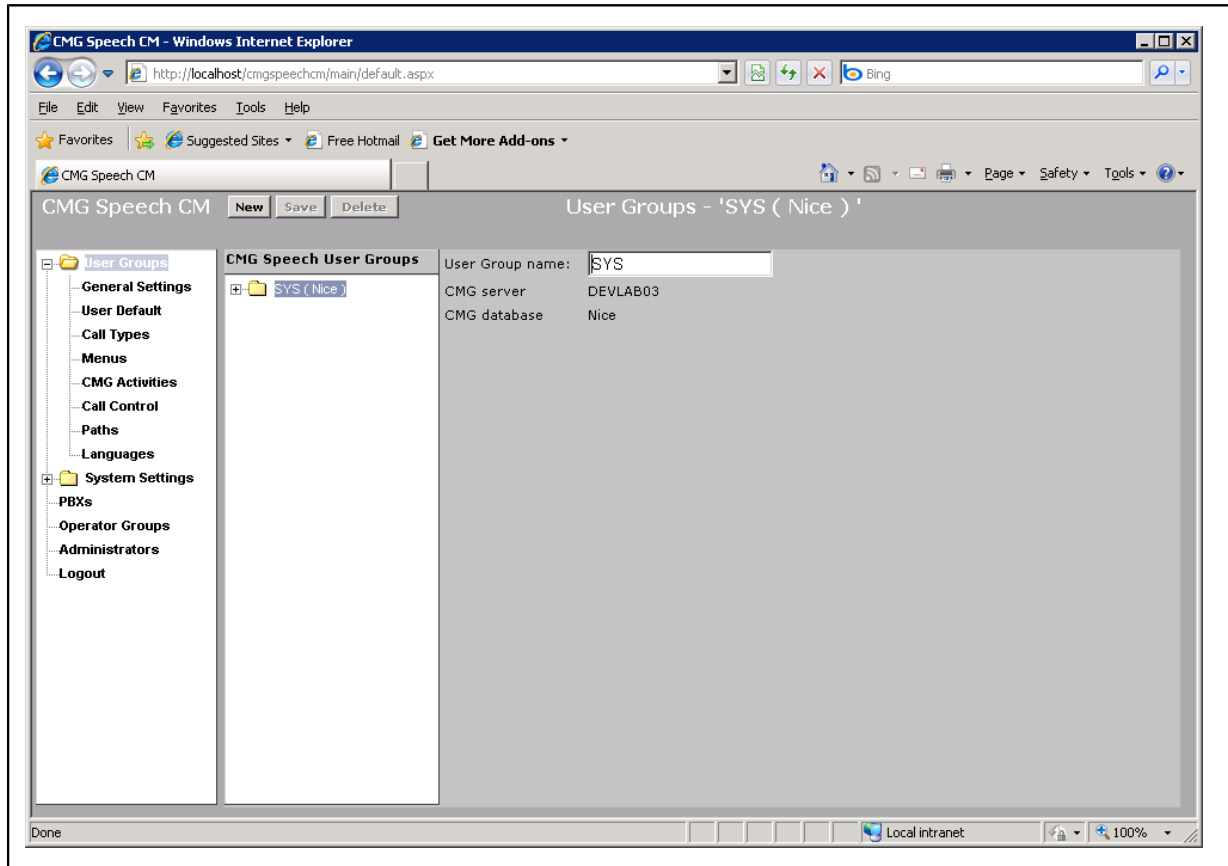 CMG Speech CM - Windows Internet Explorer
http://localhost/cmgspeechcm/main/default.aspx
Bing
File Edit View Favorites Tools Help
Favorites Suggested Sites Free Hotmail Get More Add-ons
CMG Speech CM
Page Safety Tools
CMG Speech CM New Save Delete User Groups - 'SYS ( Nice ) '
User Groups
General Settings
User Default
Call Types
Menus
CMG Activities
Call Control
Paths
Languages
System Settings
PBXs
Operator Groups
Administrators
Logout
CMG Speech User Groups
SYS ( Nice )
User Group name: SYS
CMG server DEVLAB03
CMG database Nice
Done Local intranet 100%